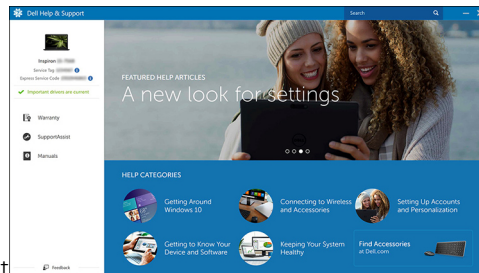 Dell Help & Support
Search
Inspiron
Service Tag
Express Service Code
Important drivers are current
Warranty
SupportAssist
Manuals
Feedback
FEATURED HELP ARTICLES
A new look for settings
HELP CATEGORIES
Getting Around
Windows 10
Connecting to Wireless
and Accessories
Setting Up Accounts
and Personalization
Getting to Know Your
Device and Software
Keeping Your System
Healthy
Find Accessories
at Dell.com